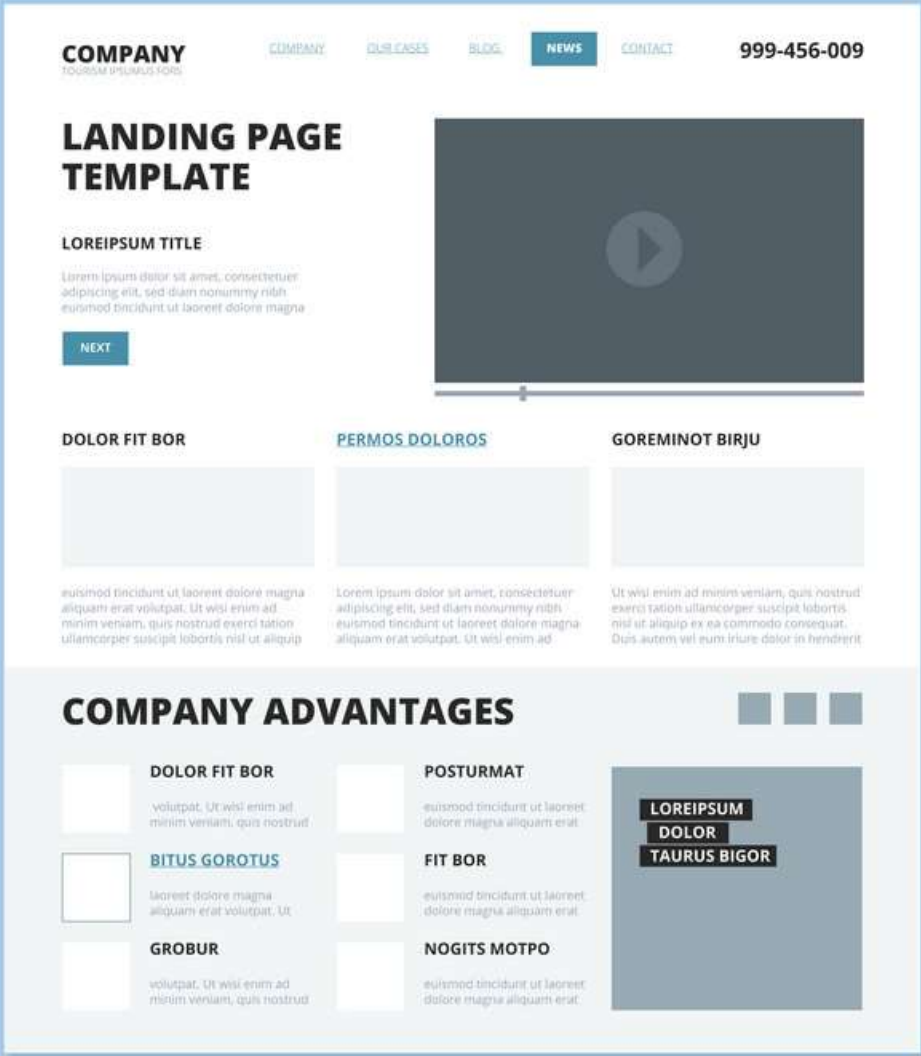 COMPANY
TOURISM IPSUMUS FORS
COMPANY
OUR CASES
BLOG
NEWS
CONTACT
999-456-009
LANDING PAGE
TEMPLATE
LOREIPSUM TITLE
Lorem ipsum dolor sit amet, consectetuer
adipiscing elit, sed diam nonummy nibh
euismod tincidunt ut laoreet dolore magna
NEXT
DOLOR FIT BOR
euismod tincidunt ut laoreet dolore magna
aliquam erat volutpat. Ut wisi enim ad
minim veniam, quis nostrud exerci tation
ullamcorper suscipit lobortis nisl ut aliquip
PERMOS DOLOROS
Lorem ipsum dolor sit amet, consectetuer
adipiscing elit, sed diam nonummy nibh
euismod tincidunt ut laoreet dolore magna
aliquam erat volutpat. Ut wisi enim ad
GOREMINOT BIRJU
Ut wisi enim ad minim veniam, quis nostrud
exerci tation ullamcorper suscipit lobortis
nisl ut aliquip ex ea commodo consequat.
Duis autem vel eum iriure dolor in hendrerit
COMPANY ADVANTAGES
DOLOR FIT BOR
volutpat. Ut wisi enim ad
minim veniam, quis nostrud
BITUS GOROTUS
laoreet dolore magna
aliquam erat volutpat. Ut
GROBUR
volutpat. Ut wisi enim ad
minim veniam, quis nostrud
POSTURMAT
euismod tincidunt ut laoreet
dolore magna aliquam erat
FIT BOR
euismod tincidunt ut laoreet
dolore magna aliquam erat
NOGITS MOTPO
euismod tincidunt ut laoreet
dolore magna aliquam erat
LOREIPSUM
DOLOR
TAURUS BIGOR